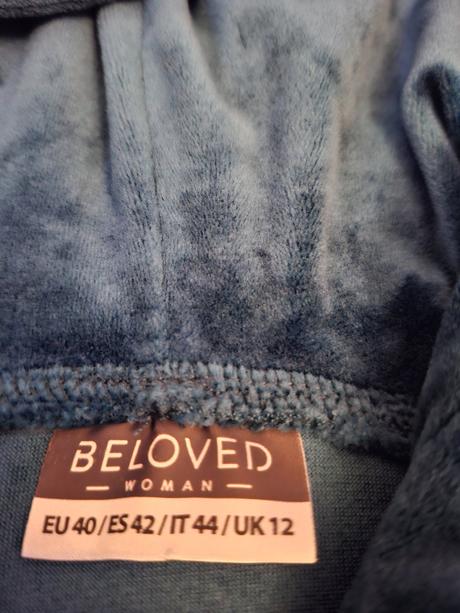 BELOVED
— WOMAN —
EU 40/ES 42/IT 44/UK 12